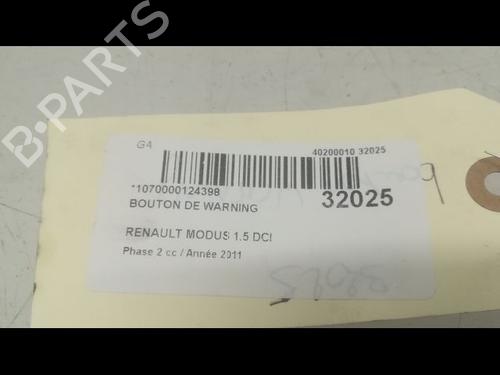 B-PARTS
G4
40200010 32025
*1070000124398
32025
BOUTON DE WARNING
RENAULT MODUS 1.5 DCI
Phase 2 cc / Année 2011